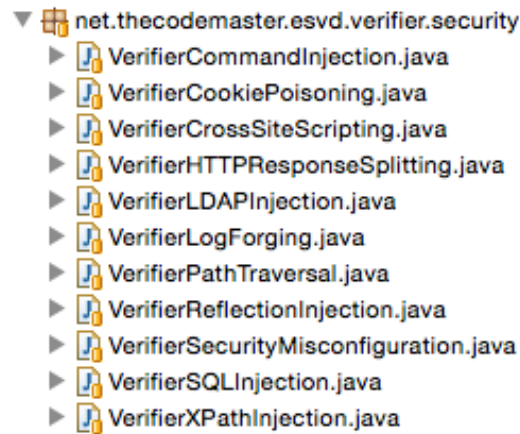 net.thecodemaster.esvd.verifier.security
VerifierCommandInjection.java
VerifierCookiePoisoning.java
VerifierCrossSiteScripting.java
VerifierHTTPResponseSplitting.java
VerifierLDAPInjection.java
VerifierLogForging.java
VerifierPathTraversal.java
VerifierReflectionInjection.java
VerifierSecurityMisconfiguration.java
VerifierSQLInjection.java
VerifierXPathInjection.java